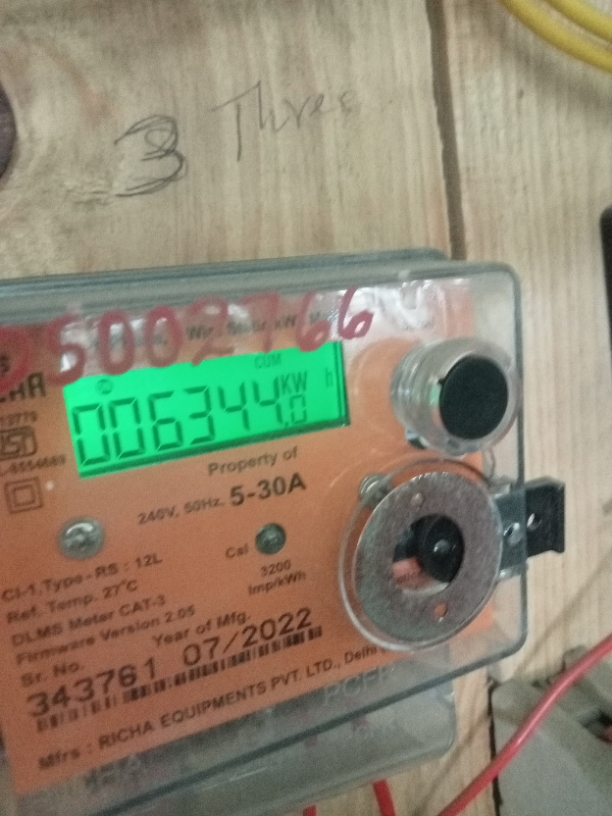 3 Three
S002766
CUM
006344.0 KW h
Property of
240V, 50Hz. 5-30A
Cal
3200
Imp/kWh
Cl-1.Type-RS : 12L
Ref. Temp. 27°C
DLMS Meter CAT-3
Firmware Version 2.05
Year of Mfg.
Sr. No.
343761 07/2022
Mfrs : RICHA EQUIPMENTS PVT. LTD., Delhi